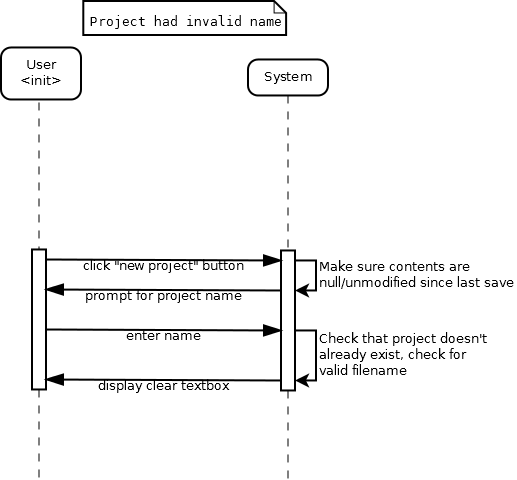 Project had invalid name
User
<init>
System
click "new project" button
Make sure contents are
null/unmodified since last save
prompt for project name
enter name
Check that project doesn't
already exist, check for
valid filename
display clear textbox